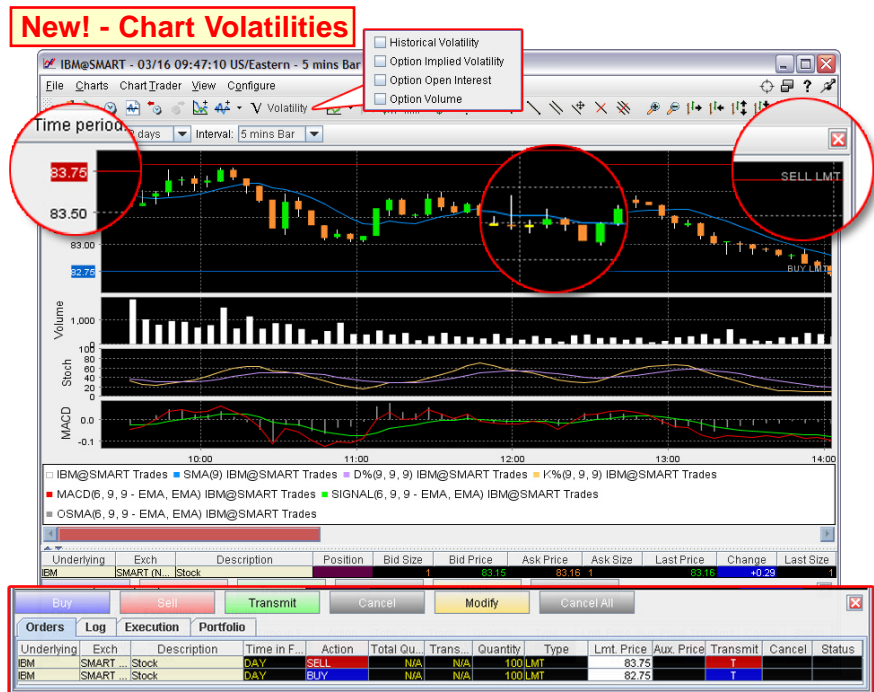 New! - Chart Volatilities
Historical Volatility
Option Implied Volatility
Option Open Interest
Option Volume
IBM@SMART - 03/16 09:47:10 US/Eastern - 5 mins Bar
File Charts Chart Trader View Configure
Volatility
Time period: days Interval: 5 mins Bar
83.75
SELL LMT
83.50
83.00
82.75
BUY LMT
Volume
1,000
0
Stoch
100
80
60
40
20
0
MACD
0.0
-0.1
10:00 11:00 12:00 13:00 14:00
IBM@SMART Trades SMA(9) IBM@SMART Trades D%(9, 9, 9) IBM@SMART Trades K%(9, 9, 9) IBM@SMART Trades
MACD(6, 9, 9 - EMA, EMA) IBM@SMART Trades SIGNAL(6, 9, 9 - EMA, EMA) IBM@SMART Trades
OSMA(6, 9, 9 - EMA, EMA) IBM@SMART Trades
Underlying Exch Description Position Bid Size Bid Price Ask Price Ask Size Last Price Change Last Size
IBM SMART (N... Stock 1 83.15 83.16 1 83.16 +0.29 1
Buy Sell Transmit Cancel Modify Cancel All
Orders Log Execution Portfolio
Underlying Exch Description Time in F... Action Total Qu... Trans... Quantity Type Lmt. Price Aux. Price Transmit Cancel Status
IBM SMART ... Stock DAY SELL N/A N/A 100 LMT 83.75 T
IBM SMART ... Stock DAY BUY N/A N/A 100 LMT 82.75 T